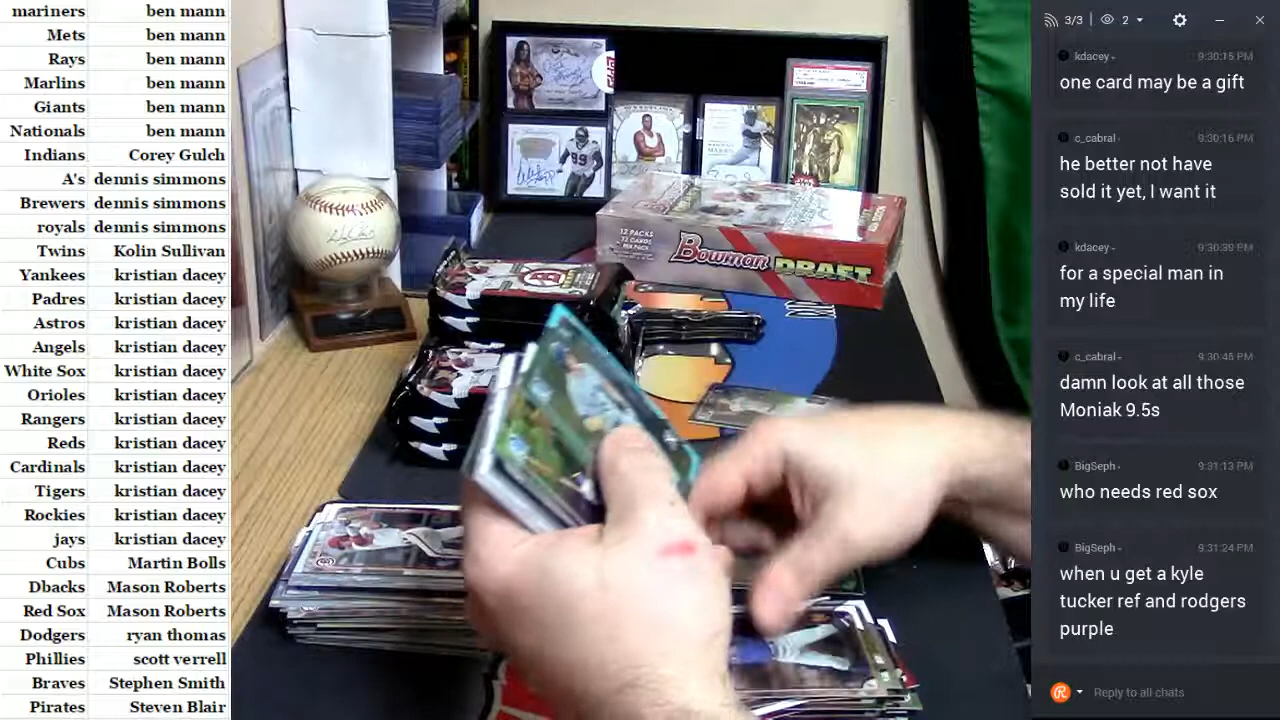 mariners ben mann
Mets ben mann
Rays ben mann
Marlins ben mann
Giants ben mann
Nationals ben mann
Indians Corey Gulch
A's dennis simmons
Brewers dennis simmons
royals dennis simmons
Twins Kolin Sullivan
Yankees kristian dacey
Padres kristian dacey
Astros kristian dacey
Angels kristian dacey
White Sox kristian dacey
Orioles kristian dacey
Rangers kristian dacey
Reds kristian dacey
Cardinals kristian dacey
Tigers kristian dacey
Rockies kristian dacey
jays kristian dacey
Cubs Martin Bolls
Dbacks Mason Roberts
Red Sox Mason Roberts
Dodgers ryan thomas
Phillies scott verrell
Braves Stephen Smith
Pirates Steven Blair
12 PACKS
72 CARDS
Bowman DRAFT
99
3/3 2
kdacey 9:30:15 PM
one card may be a gift
c_cabral 9:30:16 PM
he better not have
sold it yet, I want it
kdacey 9:30:39 PM
for a special man in
my life
c_cabral 9:30:45 PM
damn look at all those
Moniak 9.5s
BigSeph 9:31:13 PM
who needs red sox
BigSeph 9:31:24 PM
when u get a kyle
tucker ref and rodgers
purple
Reply to all chats